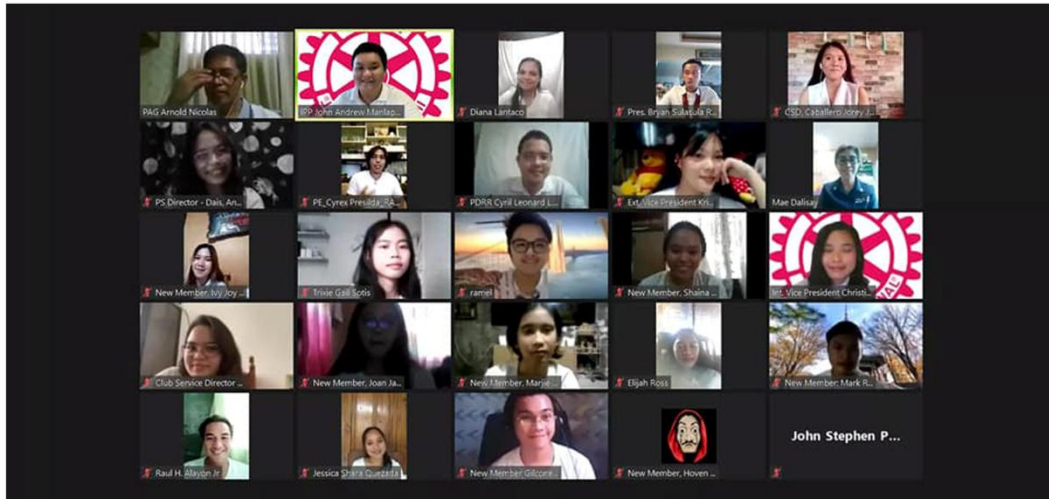 PAG Arnold Nicolas
IPP John Andrew Manlap...
Diana Lantaco
Pres. Bryan Sulatula R...
CSD. Caballero Jorey J...
PS Director - Dais, An...
PE_Cyrex Presilda_RA...
PDRR Cyril Leonard L...
Ext. Vice President Kri...
Mae Dalisay
New Member, Ivy Joy ...
Trixie Gail Sotis
ramel
New Member, Shaina ...
Int. Vice President Christi...
Club Service Director ...
New Member, Joan Ja...
New Member, Marjie ...
Elijah Ross
New Member: Mark R...
Raul H. Alayon Jr
Jessica Shara Quezada
New Member Gilcore...
New Member, Hoven ...
John Stephen P...